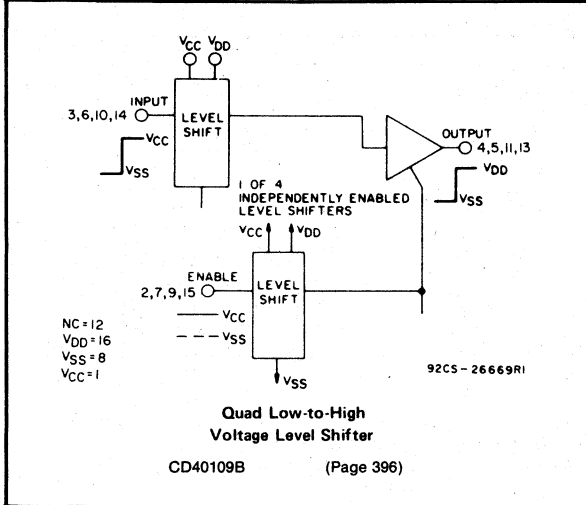 VCC VDD
INPUT
3,6,10,14
LEVEL
SHIFT
VCC
VSS
OUTPUT
4,5,11,13
VDD
VSS
1 OF 4
INDEPENDENTLY ENABLED
LEVEL SHIFTERS
VCC VDD
ENABLE
2,7,9,15
LEVEL
SHIFT
VCC
VSS
VSS
NC=12
VDD=16
VSS=8
VCC=1
92CS-26669R1
Quad Low-to-High
Voltage Level Shifter
CD40109B (Page 396)